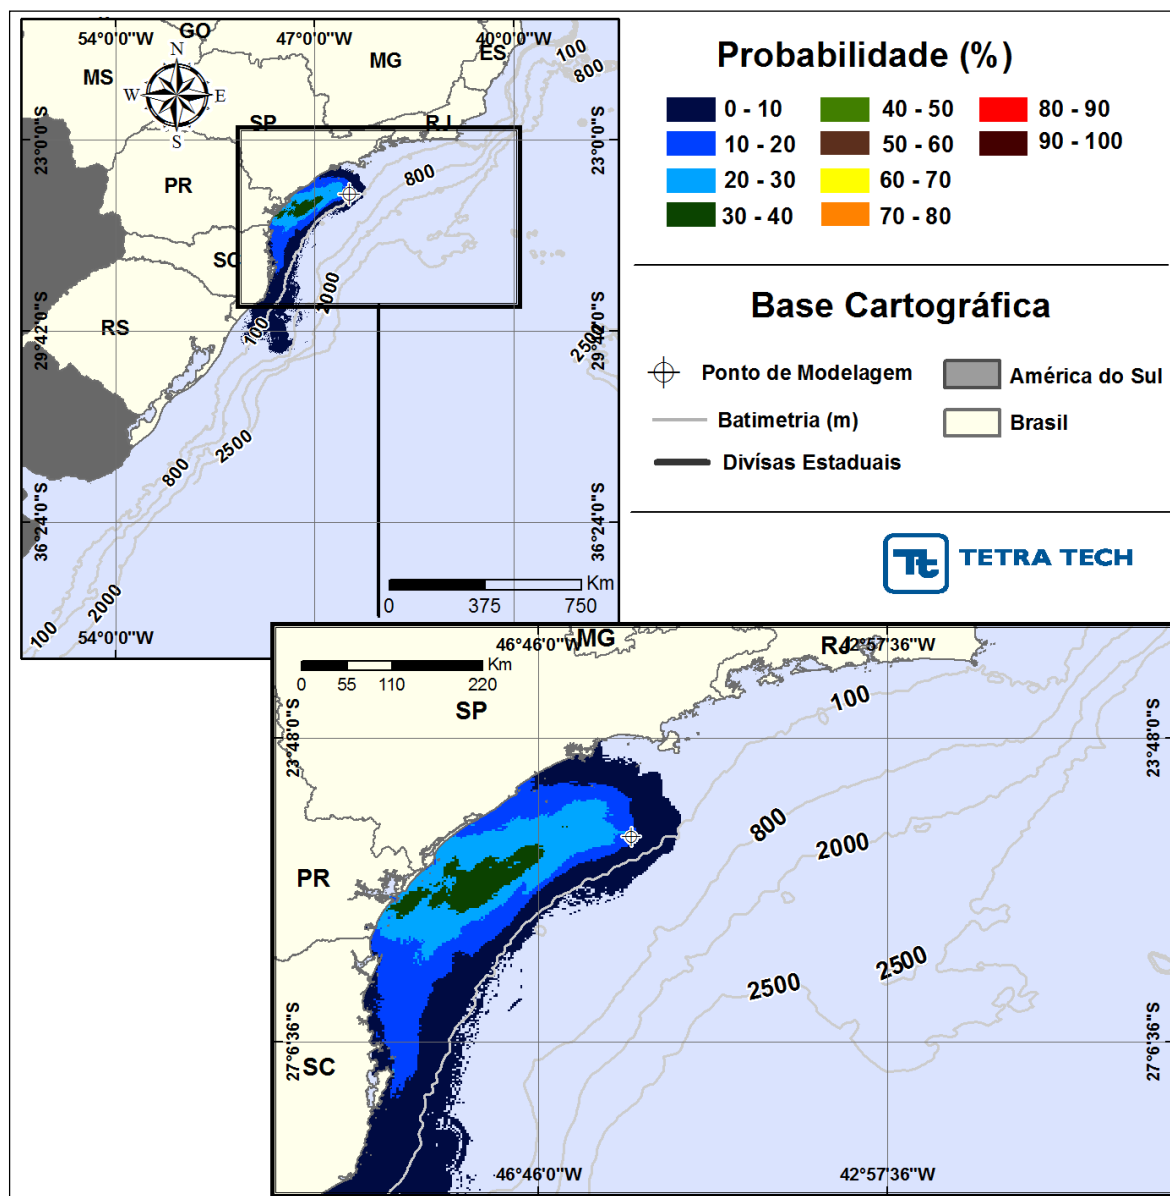 54°0'0"W
GO
47°0'0"W
40°0'0"W
ES
100
800
MS
N
W
E
S
MG
SP
RJ
23°0'0"S
23°0'0"S
PR
800
SC
2000
RS
100
29°42'0"S
2500
29°42'0"S
2500
800
36°24'0"S
36°24'0"S
2000
100
54°0'0"W
Km
0 375 750
Probabilidade (%)
0 - 10
40 - 50
80 - 90
10 - 20
50 - 60
90 - 100
20 - 30
60 - 70
30 - 40
70 - 80
Base Cartográfica
Ponto de Modelagem
América do Sul
Batimetria (m)
Brasil
Divísas Estaduais
Tt TETRA TECH
46°46'0"W
MG
RJ
42°57'36"W
Km
0 55 110 220
SP
100
23°48'0"S
23°48'0"S
800
2000
PR
2500
2500
27°6'36"S
27°6'36"S
SC
46°46'0"W
42°57'36"W